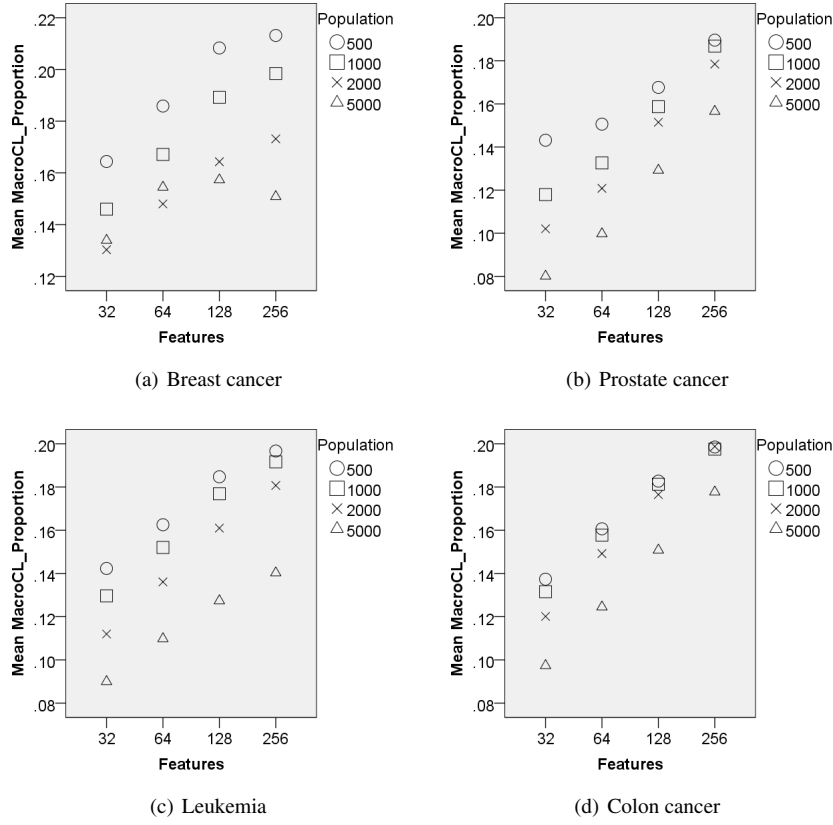 Mean MacroCL_Proportion
.22
.20
.18
.16
.14
.12
32 64 128 256
Features
Population
500
1000
2000
5000
(a) Breast cancer
Mean MacroCL_Proportion
.20
.18
.16
.14
.12
.10
.08
32 64 128 256
Features
Population
500
1000
2000
5000
(b) Prostate cancer
Mean MacroCL_Proportion
.20
.18
.16
.14
.12
.10
.08
32 64 128 256
Features
Population
500
1000
2000
5000
(c) Leukemia
Mean MacroCL_Proportion
.20
.18
.16
.14
.12
.10
.08
32 64 128 256
Features
Population
500
1000
2000
5000
(d) Colon cancer